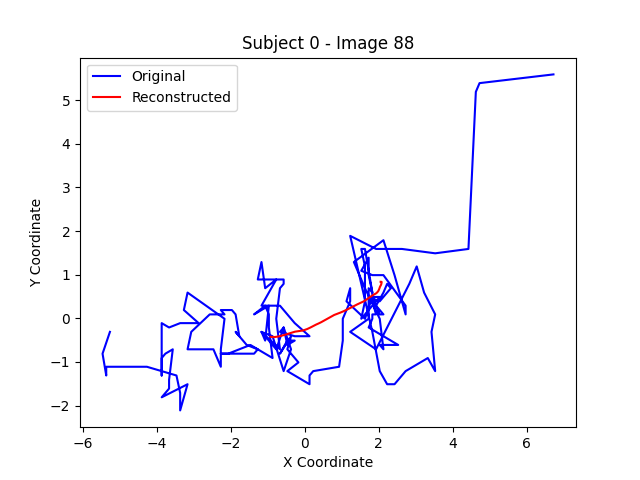 Subject 0 - Image 88
Original
Reconstructed
Y Coordinate
5
4
3
2
1
0
−1
−2
−6 −4 −2 0 2 4 6
X Coordinate